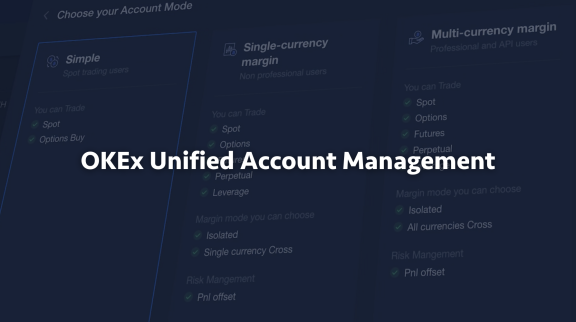 Choose your Account Mode
Simple
Spot trading users
You can Trade
Spot
Options Buy
Single-currency
margin
Non professional users
You can Trade
Spot
Options
Perpetual
Leverage
Margin mode you can choose
Isolated
Single currency Cross
Risk Mangement
Pnl offset
Multi-currency margin
Professional and API users
You can Trade
Spot
Options
Futures
Perpetual
Margin mode you can choose
Isolated
All currencies Cross
Risk Mangement
Pnl offset
OKEx Unified Account Management